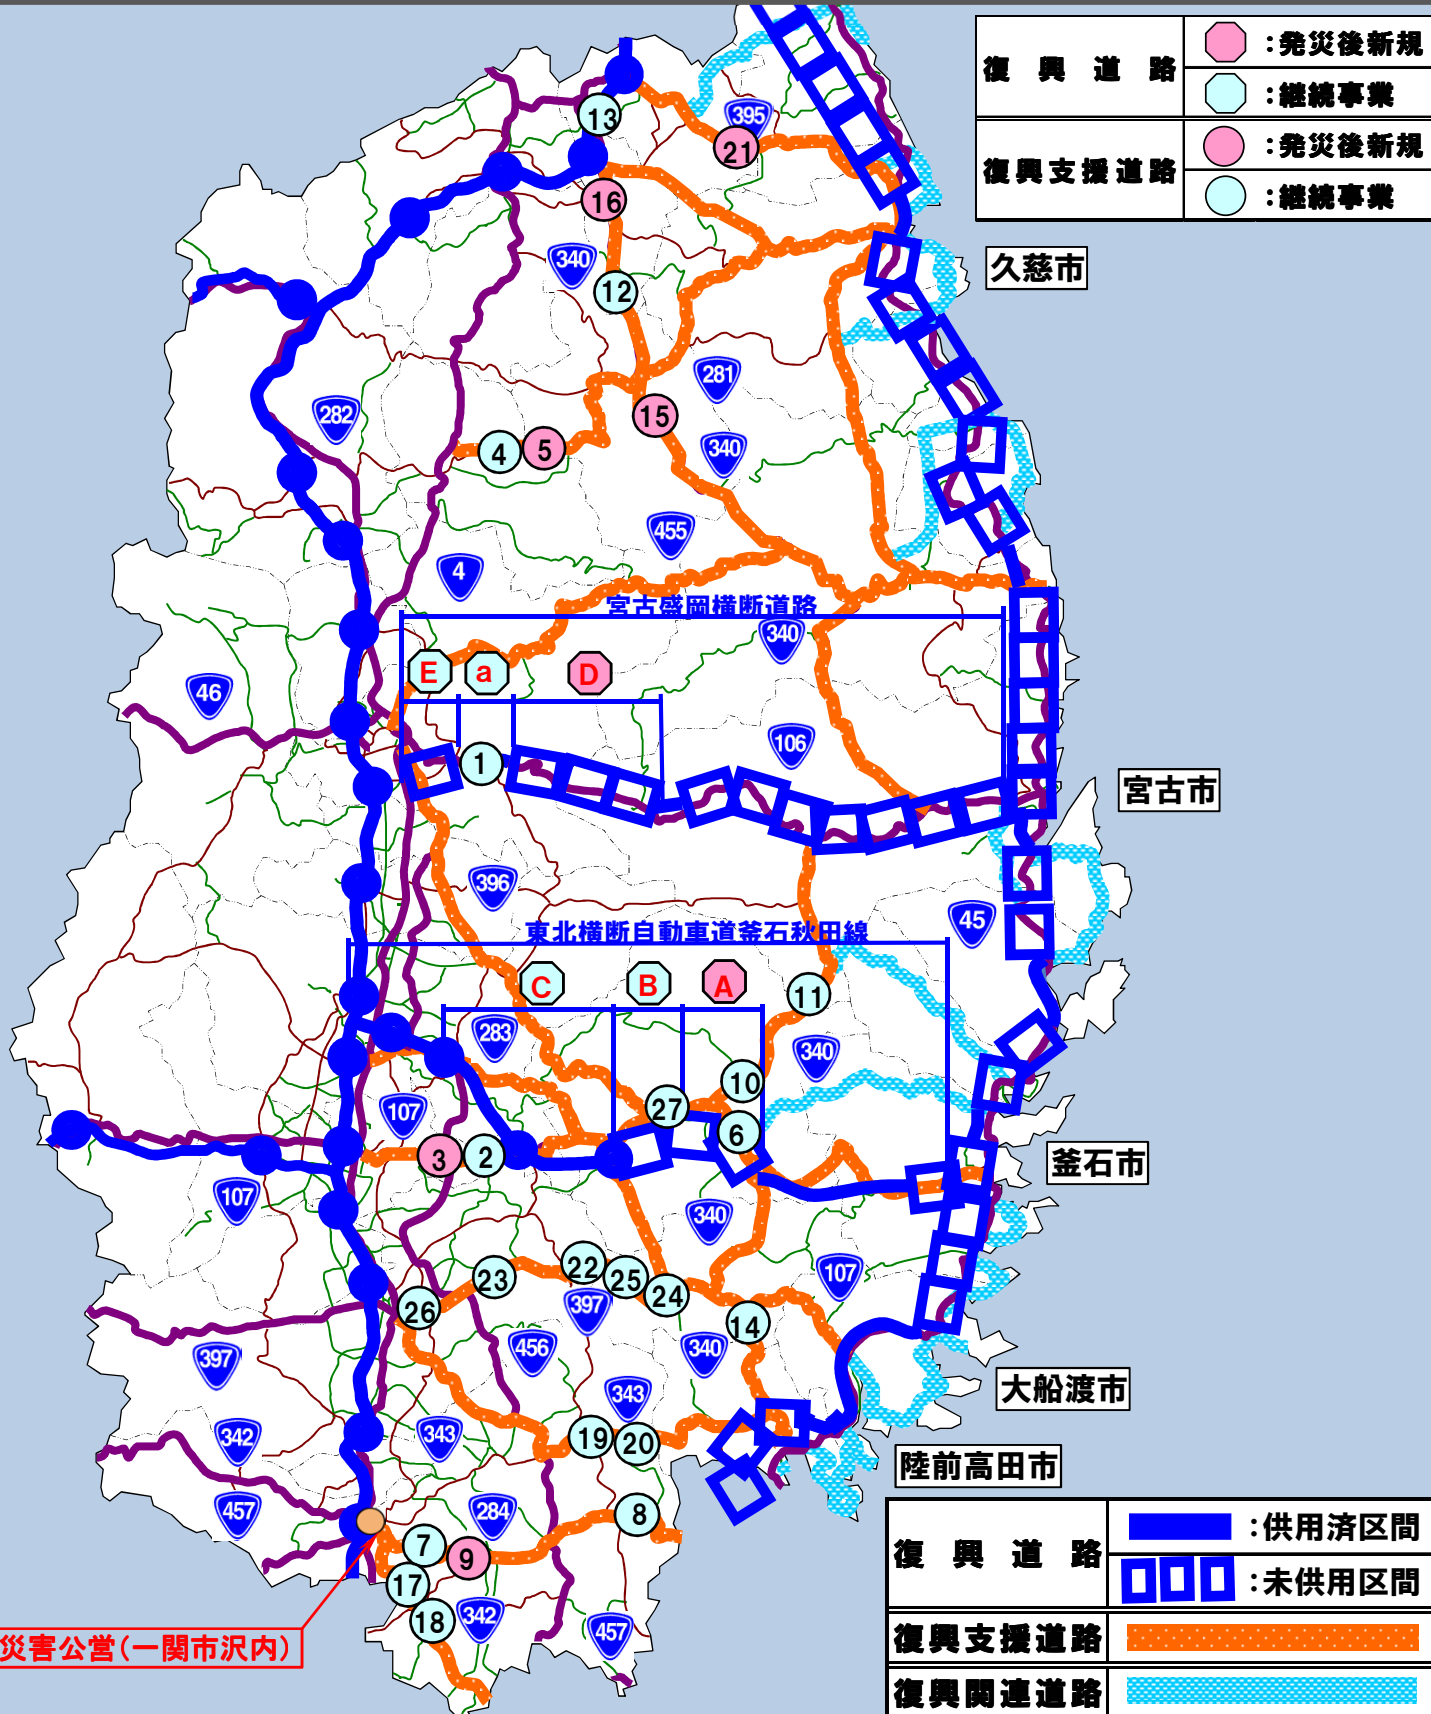 復興道路
:発災後新規
:継続事業
復興支援道路
:発災後新規
:継続事業
13
395
21
16
340
12
久慈市
281
282
15
340
4
5
455
4
宮古盛岡横断道路
340
E
a
D
46
106
1
宮古市
396
45
東北横断自動車道釜石秋田線
C
B
A
11
283
340
10
107
27
6
3
2
釜石市
107
340
22
23
25
107
24
26
397
14
大船渡市
456
340
397
343
342
343
19
20
陸前高田市
457
284
8
7
9
17
18
342
457
災害公営(一関市沢内)
復興道路
:供用済区間
:未供用区間
復興支援道路
復興関連道路